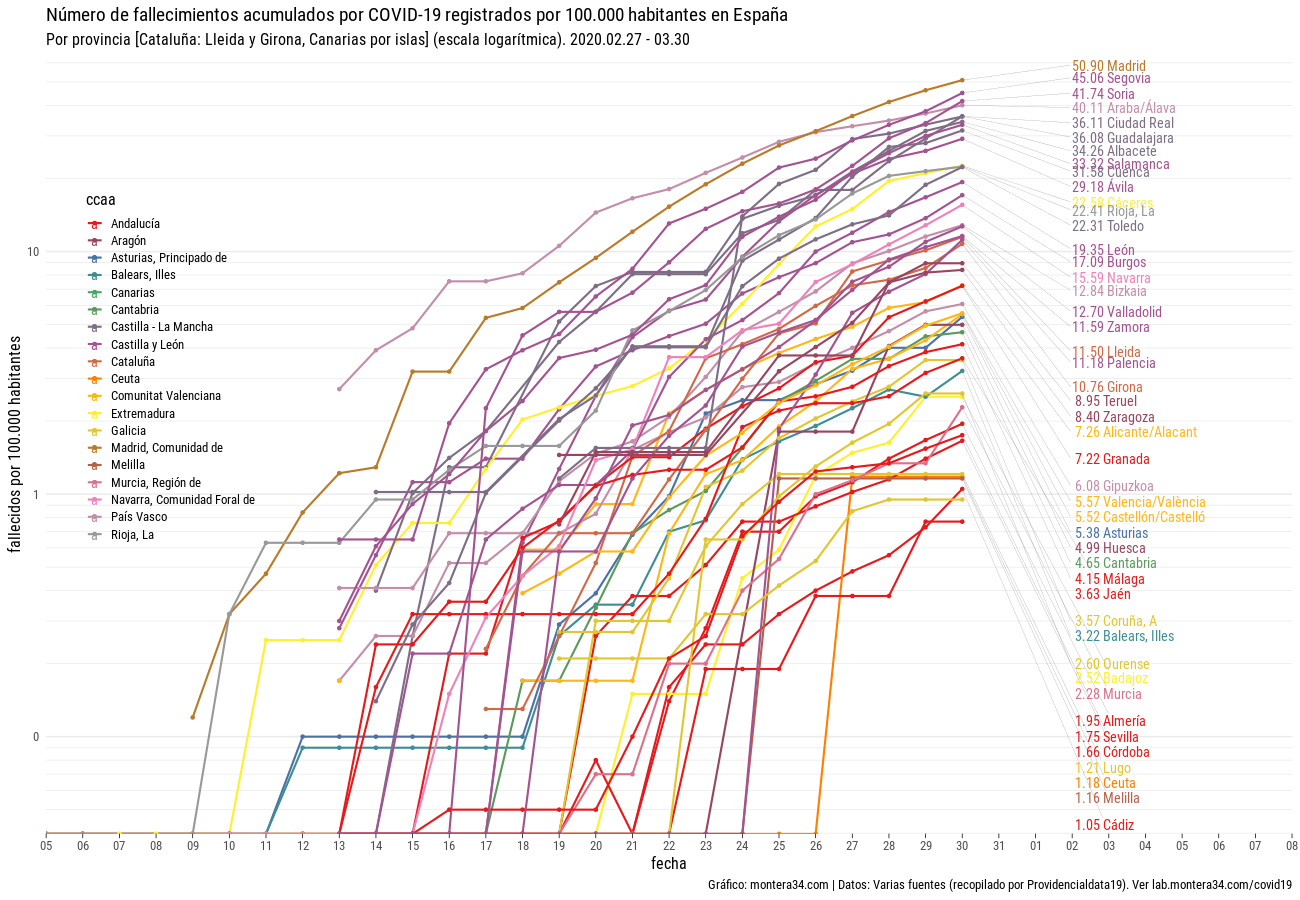 Número de fallecimientos acumulados por COVID-19 registrados por 100.000 habitantes en España
Por provincia [Cataluña: Lleida y Girona, Canarias por islas] (escala logarítmica). 2020.02.27 - 03.30
fallecidos por 100.000 habitantes
10
1
0
ccaa
Andalucía
Aragón
Asturias, Principado de
Balears, Illes
Canarias
Cantabria
Castilla - La Mancha
Castilla y León
Cataluña
Ceuta
Comunitat Valenciana
Extremadura
Galicia
Madrid, Comunidad de
Melilla
Murcia, Región de
Navarra, Comunidad Foral de
País Vasco
Rioja, La
50.90 Madrid
45.06 Segovia
41.74 Soria
40.11 Araba/Álava
36.11 Ciudad Real
36.08 Guadalajara
34.26 Albacete
33.32 Salamanca
31.58 Cuenca
29.18 Ávila
22.58 Cáceres
22.41 Rioja, La
22.31 Toledo
19.35 León
17.09 Burgos
15.59 Navarra
12.84 Bizkaia
12.70 Valladolid
11.59 Zamora
11.50 Lleida
11.18 Palencia
10.76 Girona
8.95 Teruel
8.40 Zaragoza
7.26 Alicante/Alacant
7.22 Granada
6.08 Gipuzkoa
5.57 Valencia/València
5.52 Castellón/Castelló
5.38 Asturias
4.99 Huesca
4.65 Cantabria
4.15 Málaga
3.63 Jaén
3.57 Coruña, A
3.22 Balears, Illes
2.60 Ourense
2.52 Badajoz
2.28 Murcia
1.95 Almería
1.75 Sevilla
1.66 Córdoba
1.21 Lugo
1.18 Ceuta
1.16 Melilla
1.05 Cádiz
05 06 07 08 09 10 11 12 13 14 15 16 17 18 19 20 21 22 23 24 25 26 27 28 29 30 31 01 02 03 04 05 06 07 08
fecha
Gráfico: montera34.com | Datos: Varias fuentes (recopilado por Providencialdata19). Ver lab.montera34.com/covid19